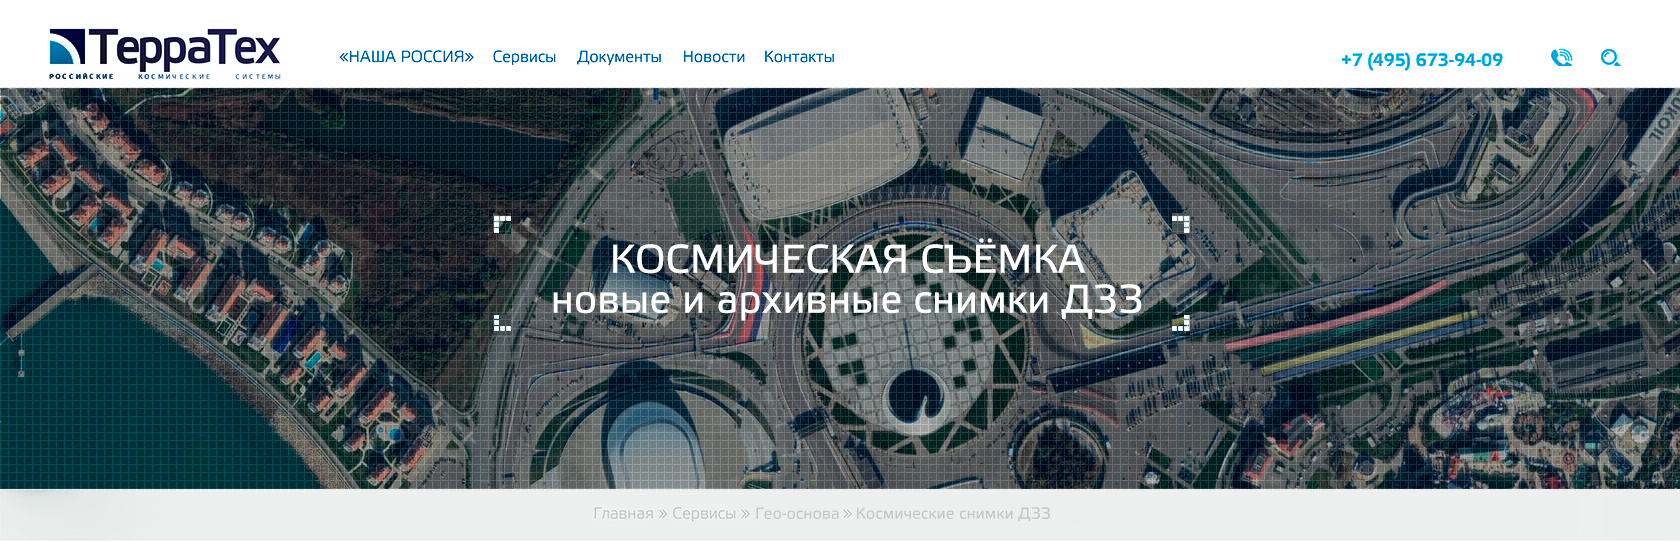 ТерраТех
РОССИЙСКИЕ КОСМИЧЕСКИЕ СИСТЕМЫ
«НАША РОССИЯ» Сервисы Документы Новости Контакты
+7 (495) 673-94-09
КОСМИЧЕСКАЯ СЪЁМКА
новые и архивные снимки ДЗЗ
Главная » Сервисы » Гео-основа » Космические снимки ДЗЗ